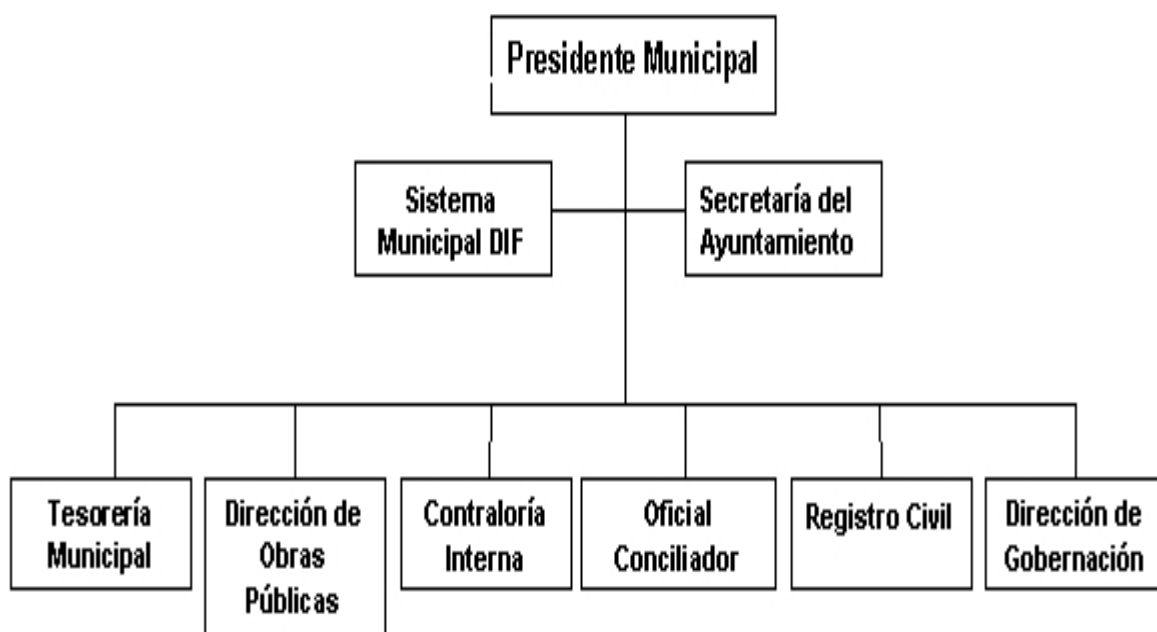 Presidente Municipal
Sistema
Municipal DIF
Secretaría del
Ayuntamiento
Tesorería
Municipal
Dirección de
Obras
Públicas
Contraloría
Interna
Oficial
Conciliador
Registro Civil
Dirección de
Gobernación